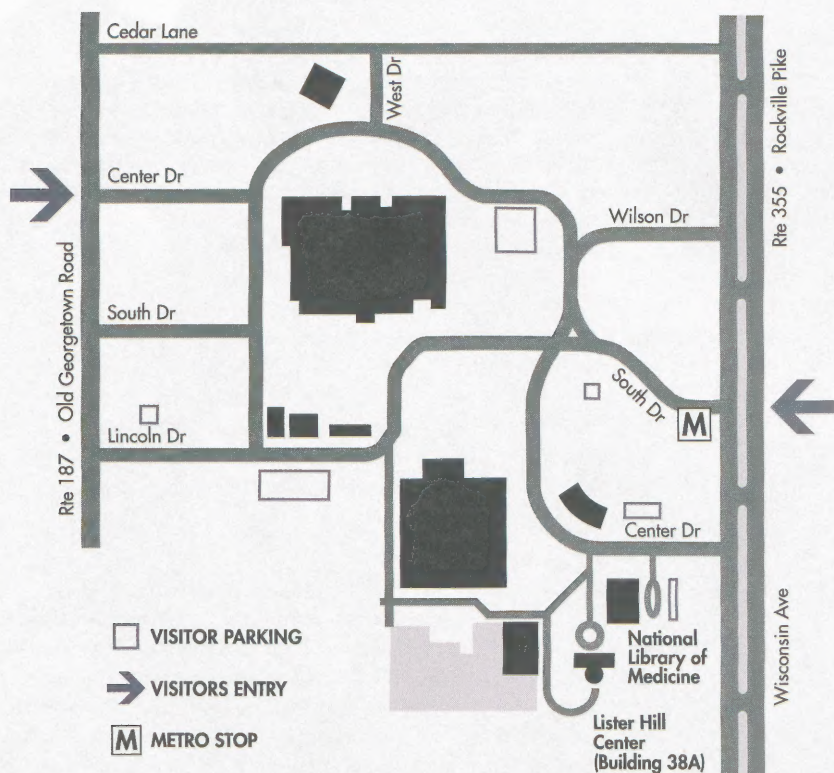 Cedar Lane
West Dr
Rte 355 • Rockville Pike
Center Dr
Wilson Dr
Rte 187 • Old Georgetown Road
South Dr
South Dr
M
Lincoln Dr
Center Dr
Wisconsin Ave
National
Library of
Medicine
Lister Hill
Center
(Building 38A)
VISITOR PARKING
VISITORS ENTRY
M METRO STOP